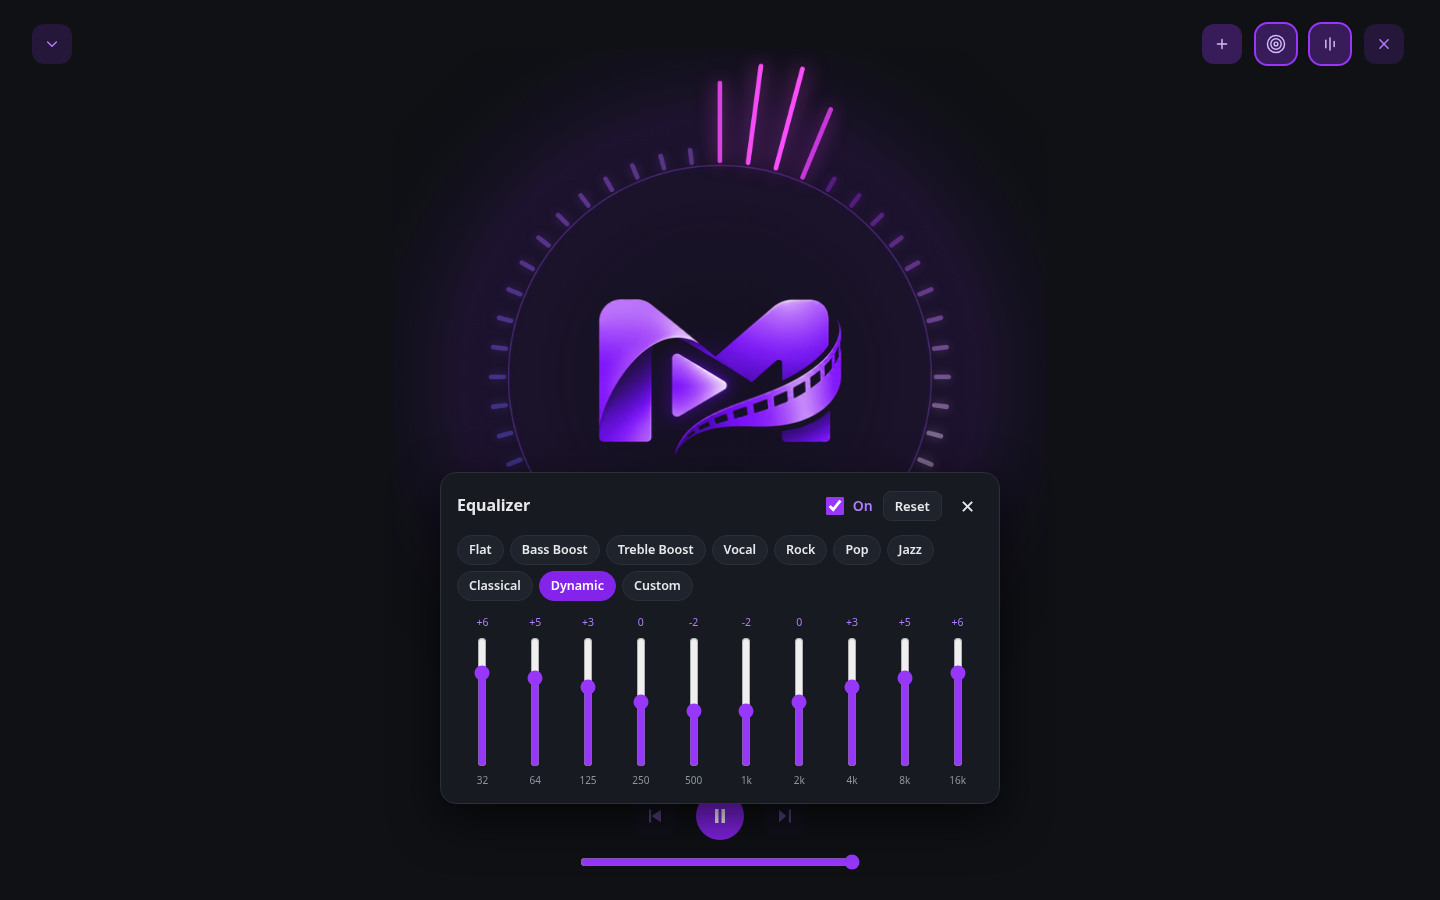 Equalizer
On
Reset
Flat
Bass Boost
Treble Boost
Vocal
Rock
Pop
Jazz
Classical
Dynamic
Custom
+6 +5 +3 0 -2 -2 0 +3 +5 +6
32 64 125 250 500 1k 2k 4k 8k 16k